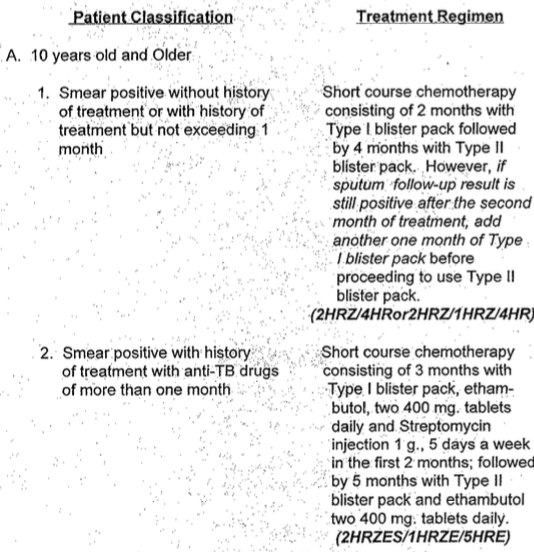 Patient Classification
Treatment Regimen
A. 10 years old and Older
1. Smear positive without history
of treatment or with history of
treatment but not exceeding 1
month
Short course chemotherapy
consisting of 2 months with
Type I blister pack followed
by 4 months with Type II
blister pack. However, if
sputum follow-up result is
still positive after the second
month of treatment, add
another one month of Type
I blister pack before
proceeding to use Type II
blister pack.
(2HRZ/4HRor2HRZ/1HRZ/4HR)
2. Smear positive with history
of treatment with anti-TB drugs
of more than one month
Short course chemotherapy
consisting of 3 months with
Type I blister pack, etham-
butol, two 400 mg. tablets
daily and Streptomycin
injection 1 g., 5 days a week
in the first 2 months; followed
by 5 months with Type II
blister pack and ethambutol
two 400 mg. tablets daily.
(2HRZES/1HRZE/5HRE)